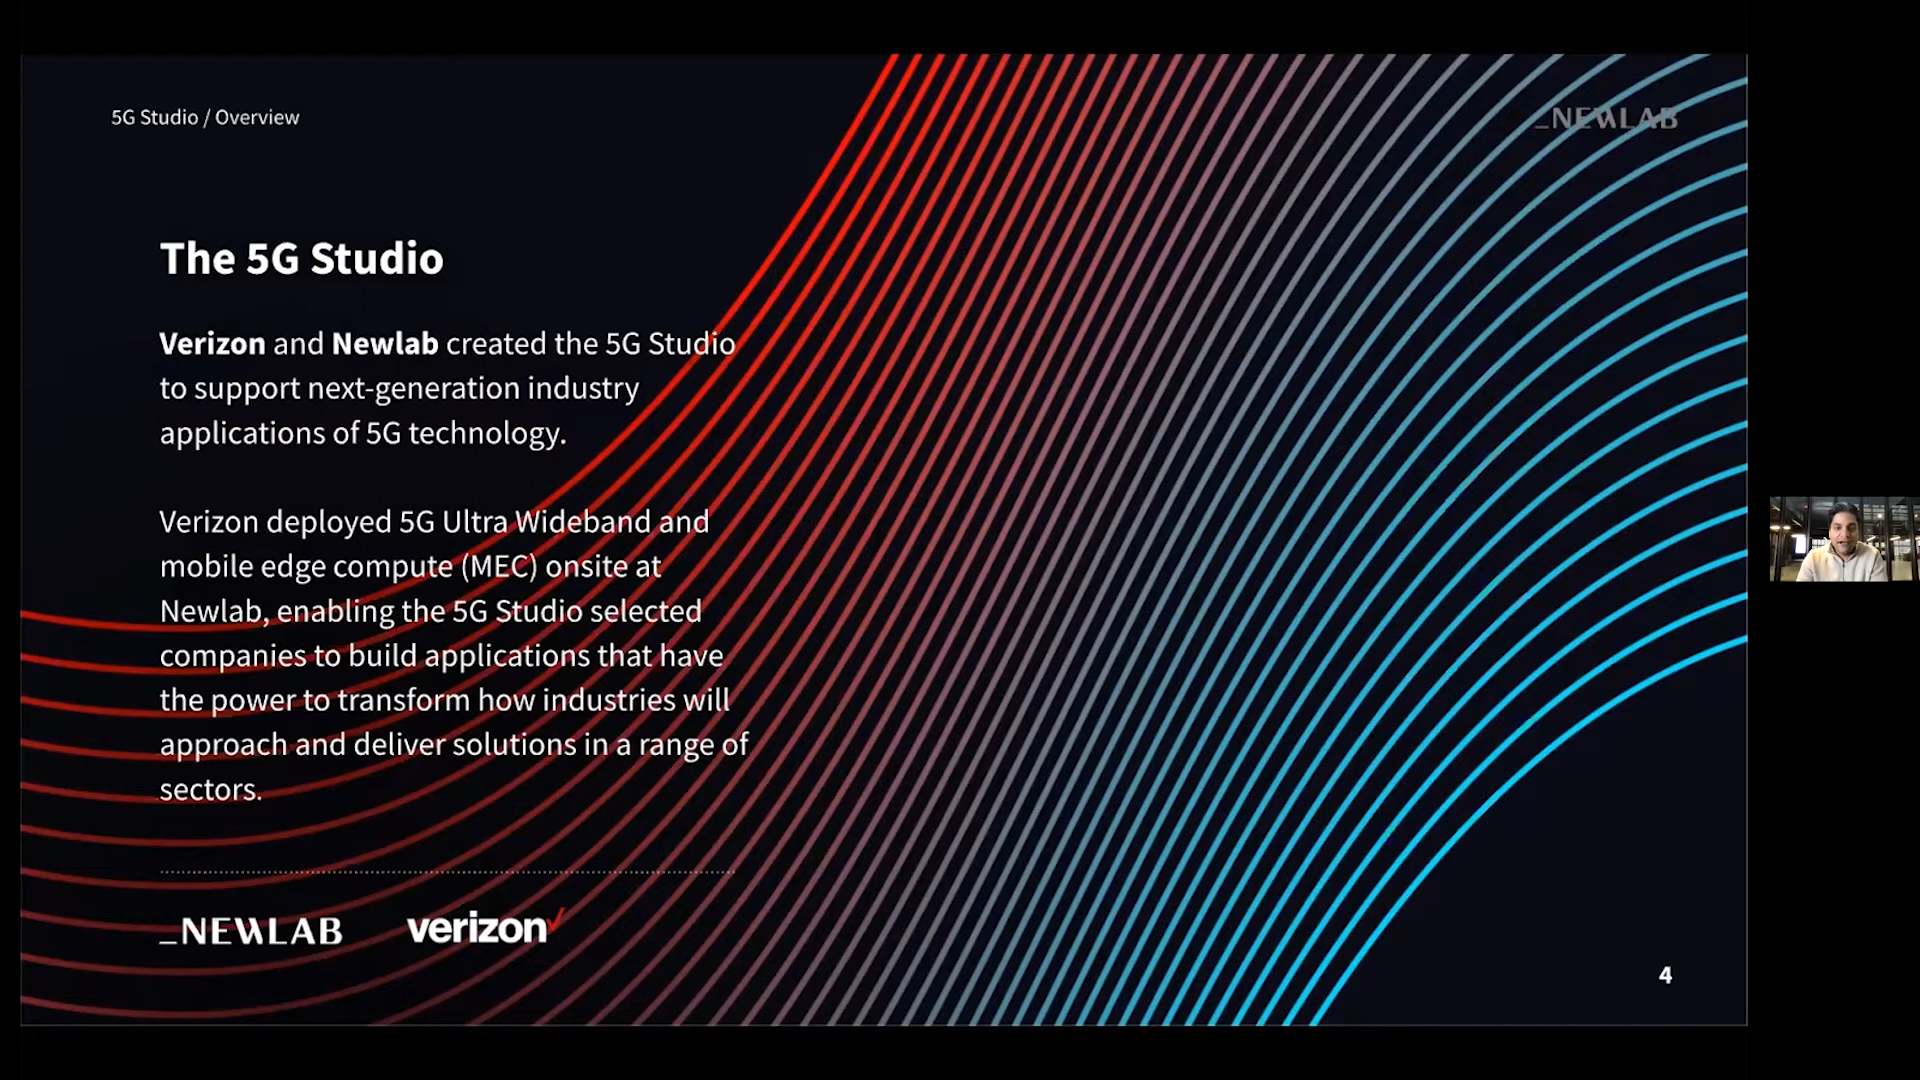 5G Studio / Overview
_NEWLAB
The 5G Studio
Verizon and Newlab created the 5G Studio
to support next-generation industry
applications of 5G technology.
Verizon deployed 5G Ultra Wideband and
mobile edge compute (MEC) onsite at
Newlab, enabling the 5G Studio selected
companies to build applications that have
the power to transform how industries will
approach and deliver solutions in a range of
sectors.
_NEWLAB
verizon
4